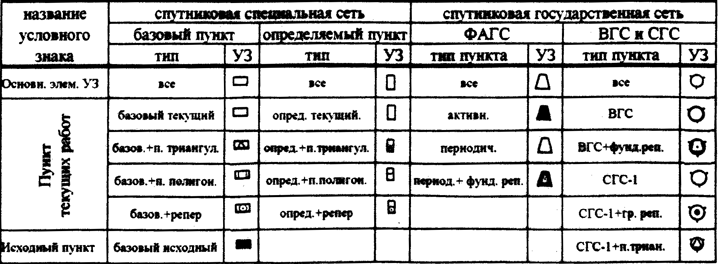 название условного знака
спутниковая специальная сеть
спутниковая государственная сеть
базовый пункт
определяемый пункт
ФАГС
ВГС и СГС
тип
УЗ
тип
УЗ
тип пункта
УЗ
тип пункта
УЗ
Основн. элем. УЗ
все
все
все
все
Пункт текущих работ
базовый текущий
опред. текущий.
активн.
ВГС
базов.+п. триангул.
опред.+п.триангул.
периодич.
ВГС+фунд.реп.
базов.+п. полигон.
опред.+п.полигон.
период.+ фунд. реп.
СГС-1
базов.+репер
опред.+репер
СГС-1+гр. реп.
Исходный пункт
базовый исходный
СГС-1+п.триан.